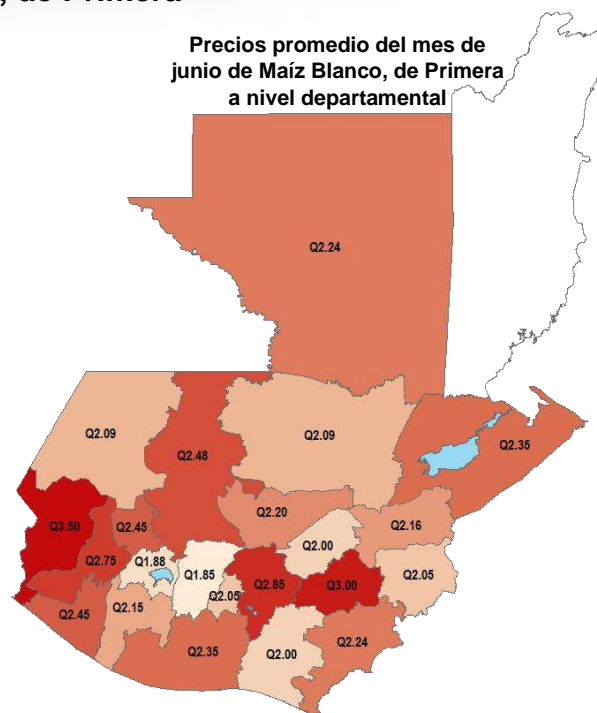 , de Primera
Precios promedio del mes de
junio de Maíz Blanco, de Primera
a nivel departamental
Q2.24
Q2.09
Q2.48
Q2.09
Q2.35
Q3.50
Q2.45
Q2.20
Q2.16
Q2.00
Q2.75
Q1.88
Q1.85
Q2.05
Q2.85
Q3.00
Q2.05
Q2.45
Q2.15
Q2.35
Q2.00
Q2.24